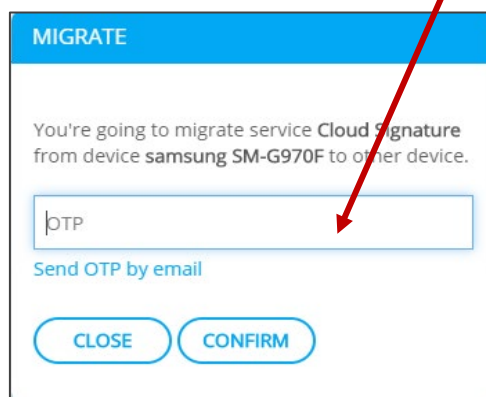 MIGRATE
You're going to migrate service Cloud Signature
from device samsung SM-G970F to other device.
OTP
Send OTP by email
CLOSE CONFIRM